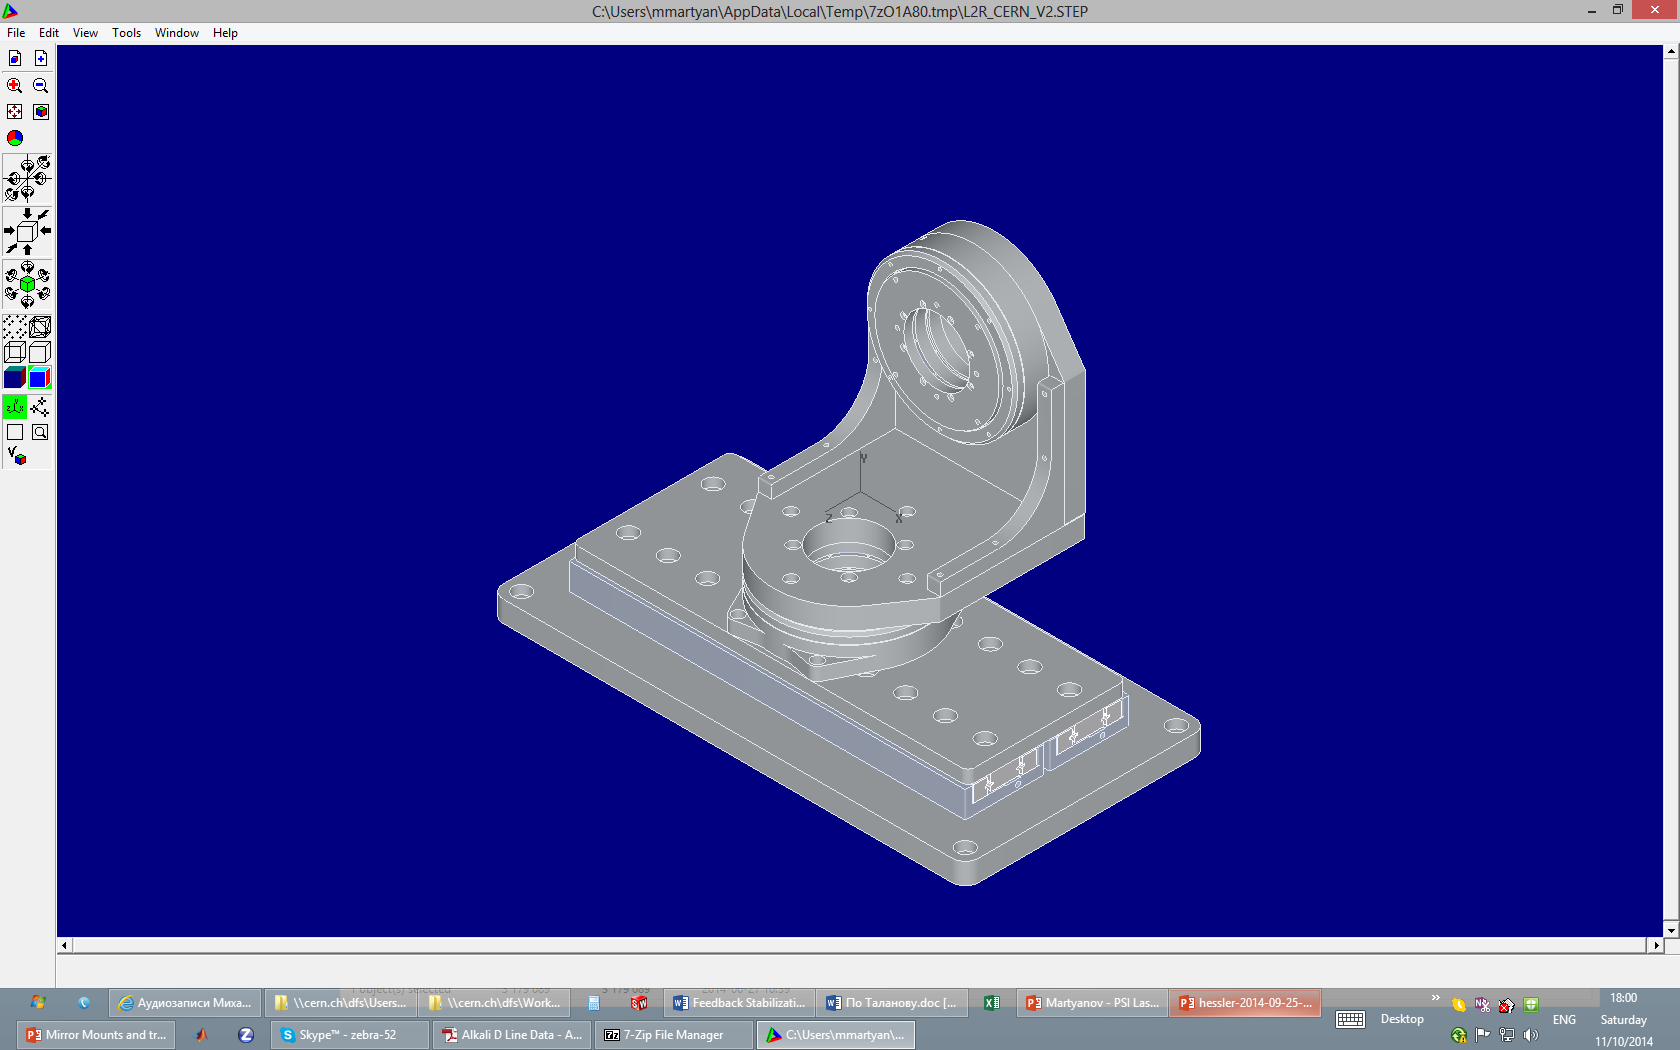 C:\Users\mmartyan\AppData\Local\Temp\7zO1A80.tmp\L2R_CERN_V2.STEP
File Edit View Tools Window Help
Y
Z X
Аудиозаписи Миха...
\\cern.ch\dfs\Users...
\\cern.ch\dfs\Work...
Feedback Stabilizati...
По Таланову.doc [...
Martyanov - PSI Las...
hessler-2014-09-25-...
18:00
Desktop
ENG
Saturday
Mirror Mounts and tr...
Skype™ - zebra-52
Alkali D Line Data - A...
7-Zip File Manager
C:\Users\mmartyan\...
11/10/2014